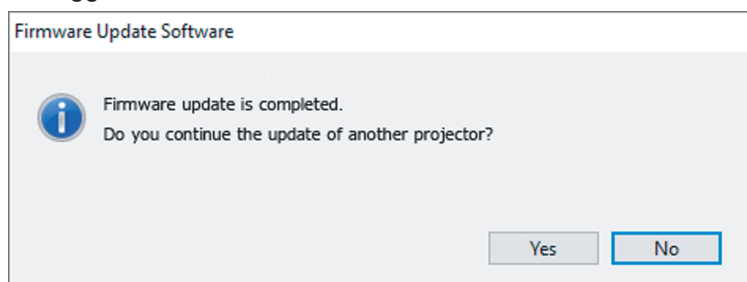 Firmware Update Software
Firmware update is completed.
Do you continue the update of another projector?
Yes No